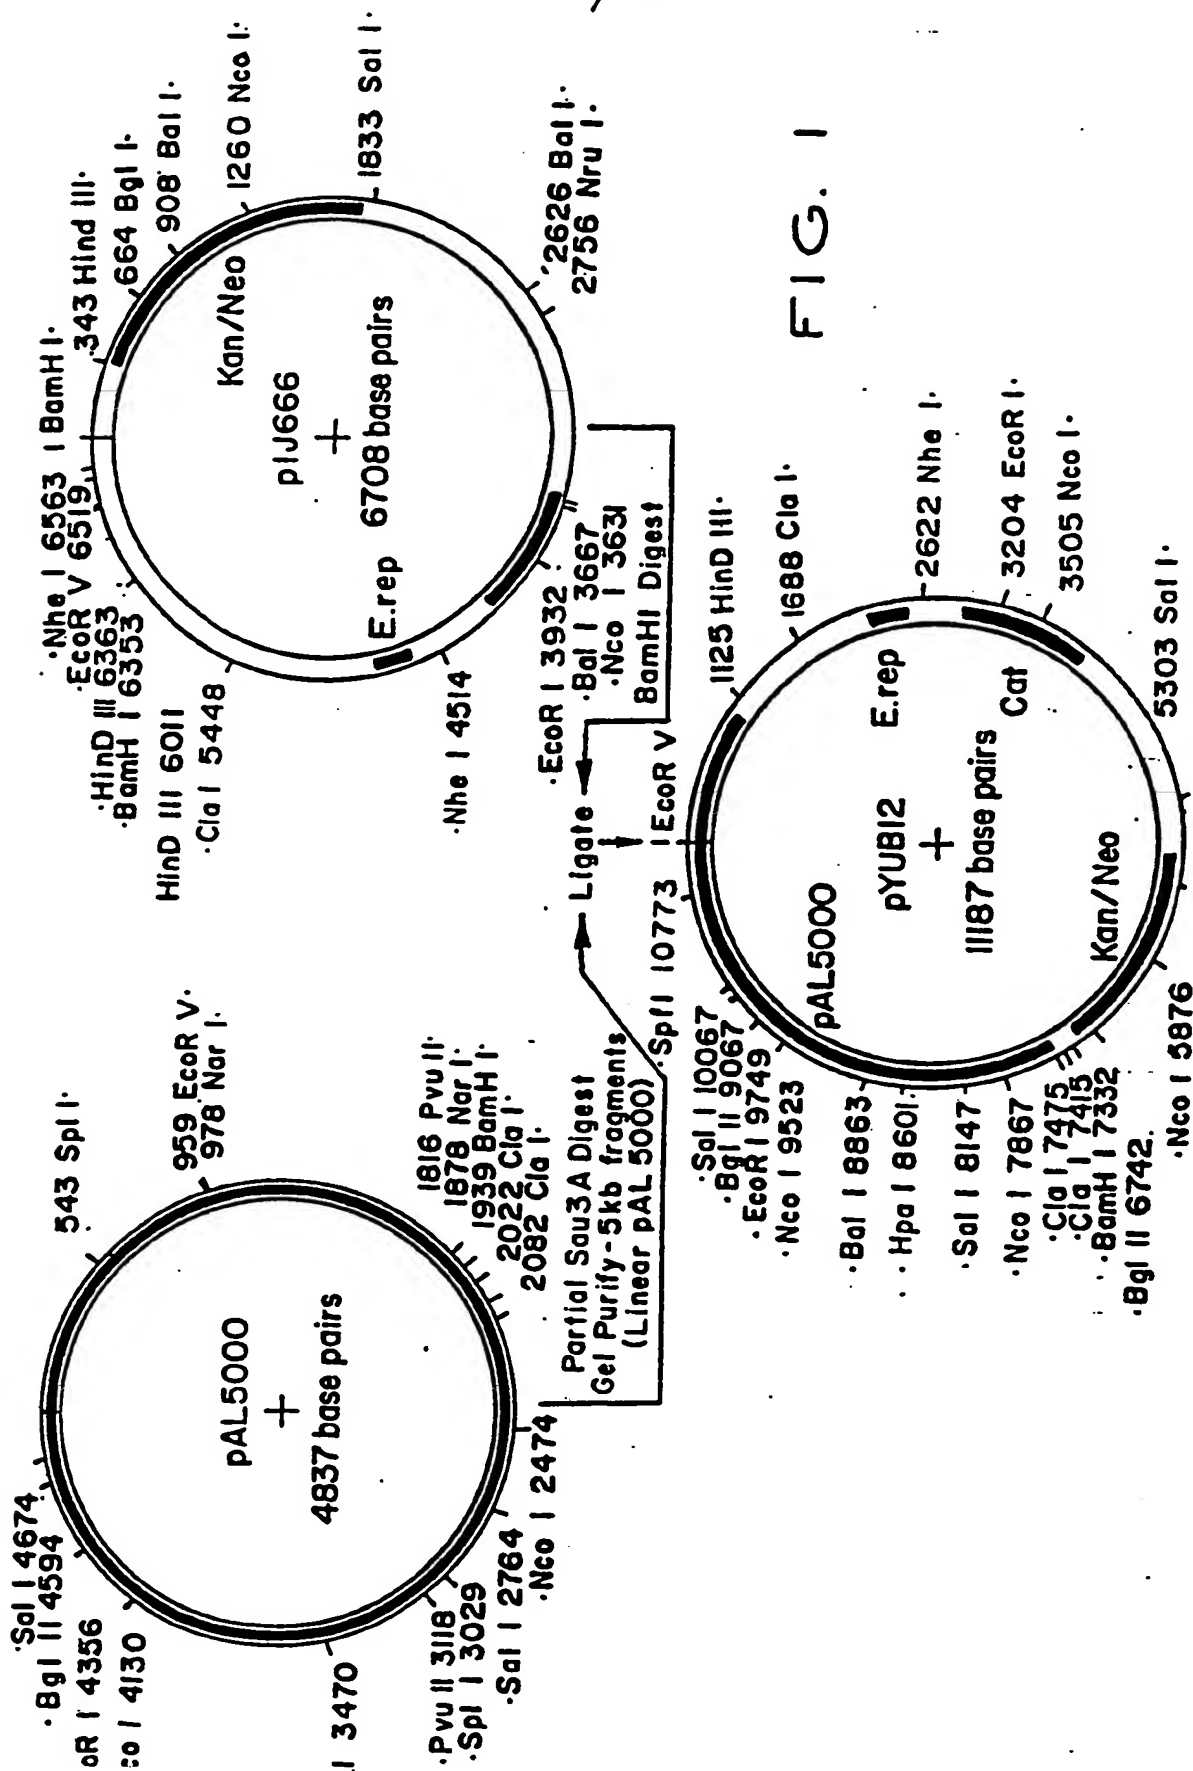 ·Sal I 4674
·Bgl II 4594
oR I 4356
co I 4130
I 3470
·Pvu II 3118
·Spl I 3029
·Sal I 2764
·Nco I 2474
543 Spl I·
959 EcoR V·
978 Nar I·
1816 Pvu II·
1878 Nar I·
1939 BamH I·
2022 Cla I·
2082 Cla I·
pAL5000
+
4837 base pairs
Partial Sau3A Digest
Gel Purify-5kb fragments
(Linear pAL 5000)
·Nhe I 6563
·EcoR V 6519
·HinD III 6363
·BamH I 6353
HinD III 6011
·Cla I 5448
·Nhe I 4514
·EcoR I 3932
·Bal I 3667
·Nco I 3631
I BamH I·
343 Hind III·
664 Bgl I·
908 Bal I·
1260 Nco I·
1833 Sal I·
2626 Bal I·
2756 Nru I·
Kan/Neo
pIJ666
+
6708 base pairs
E.rep
BamHI Digest
Ligate
I EcoR V
·Spl I 10773
·Sal I 10067
·Bgl II 9067
·EcoR I 9749
·Nco I 9523
·Bal I 8863
·Hpa I 8601
·Sal I 8147
·Nco I 7867
·Cla I 7475
·Cla I 7415
·BamH I 7332
·Bgl II 6742
·Nco I 5876
1125 HinD III·
1688 Cla I·
2622 Nhe I·
3204 EcoR I·
3505 Nco I·
5303 Sal I·
pAL5000
pYUB12
+
11187 base pairs
E.rep
Cat
Kan/Neo
FIG. 1